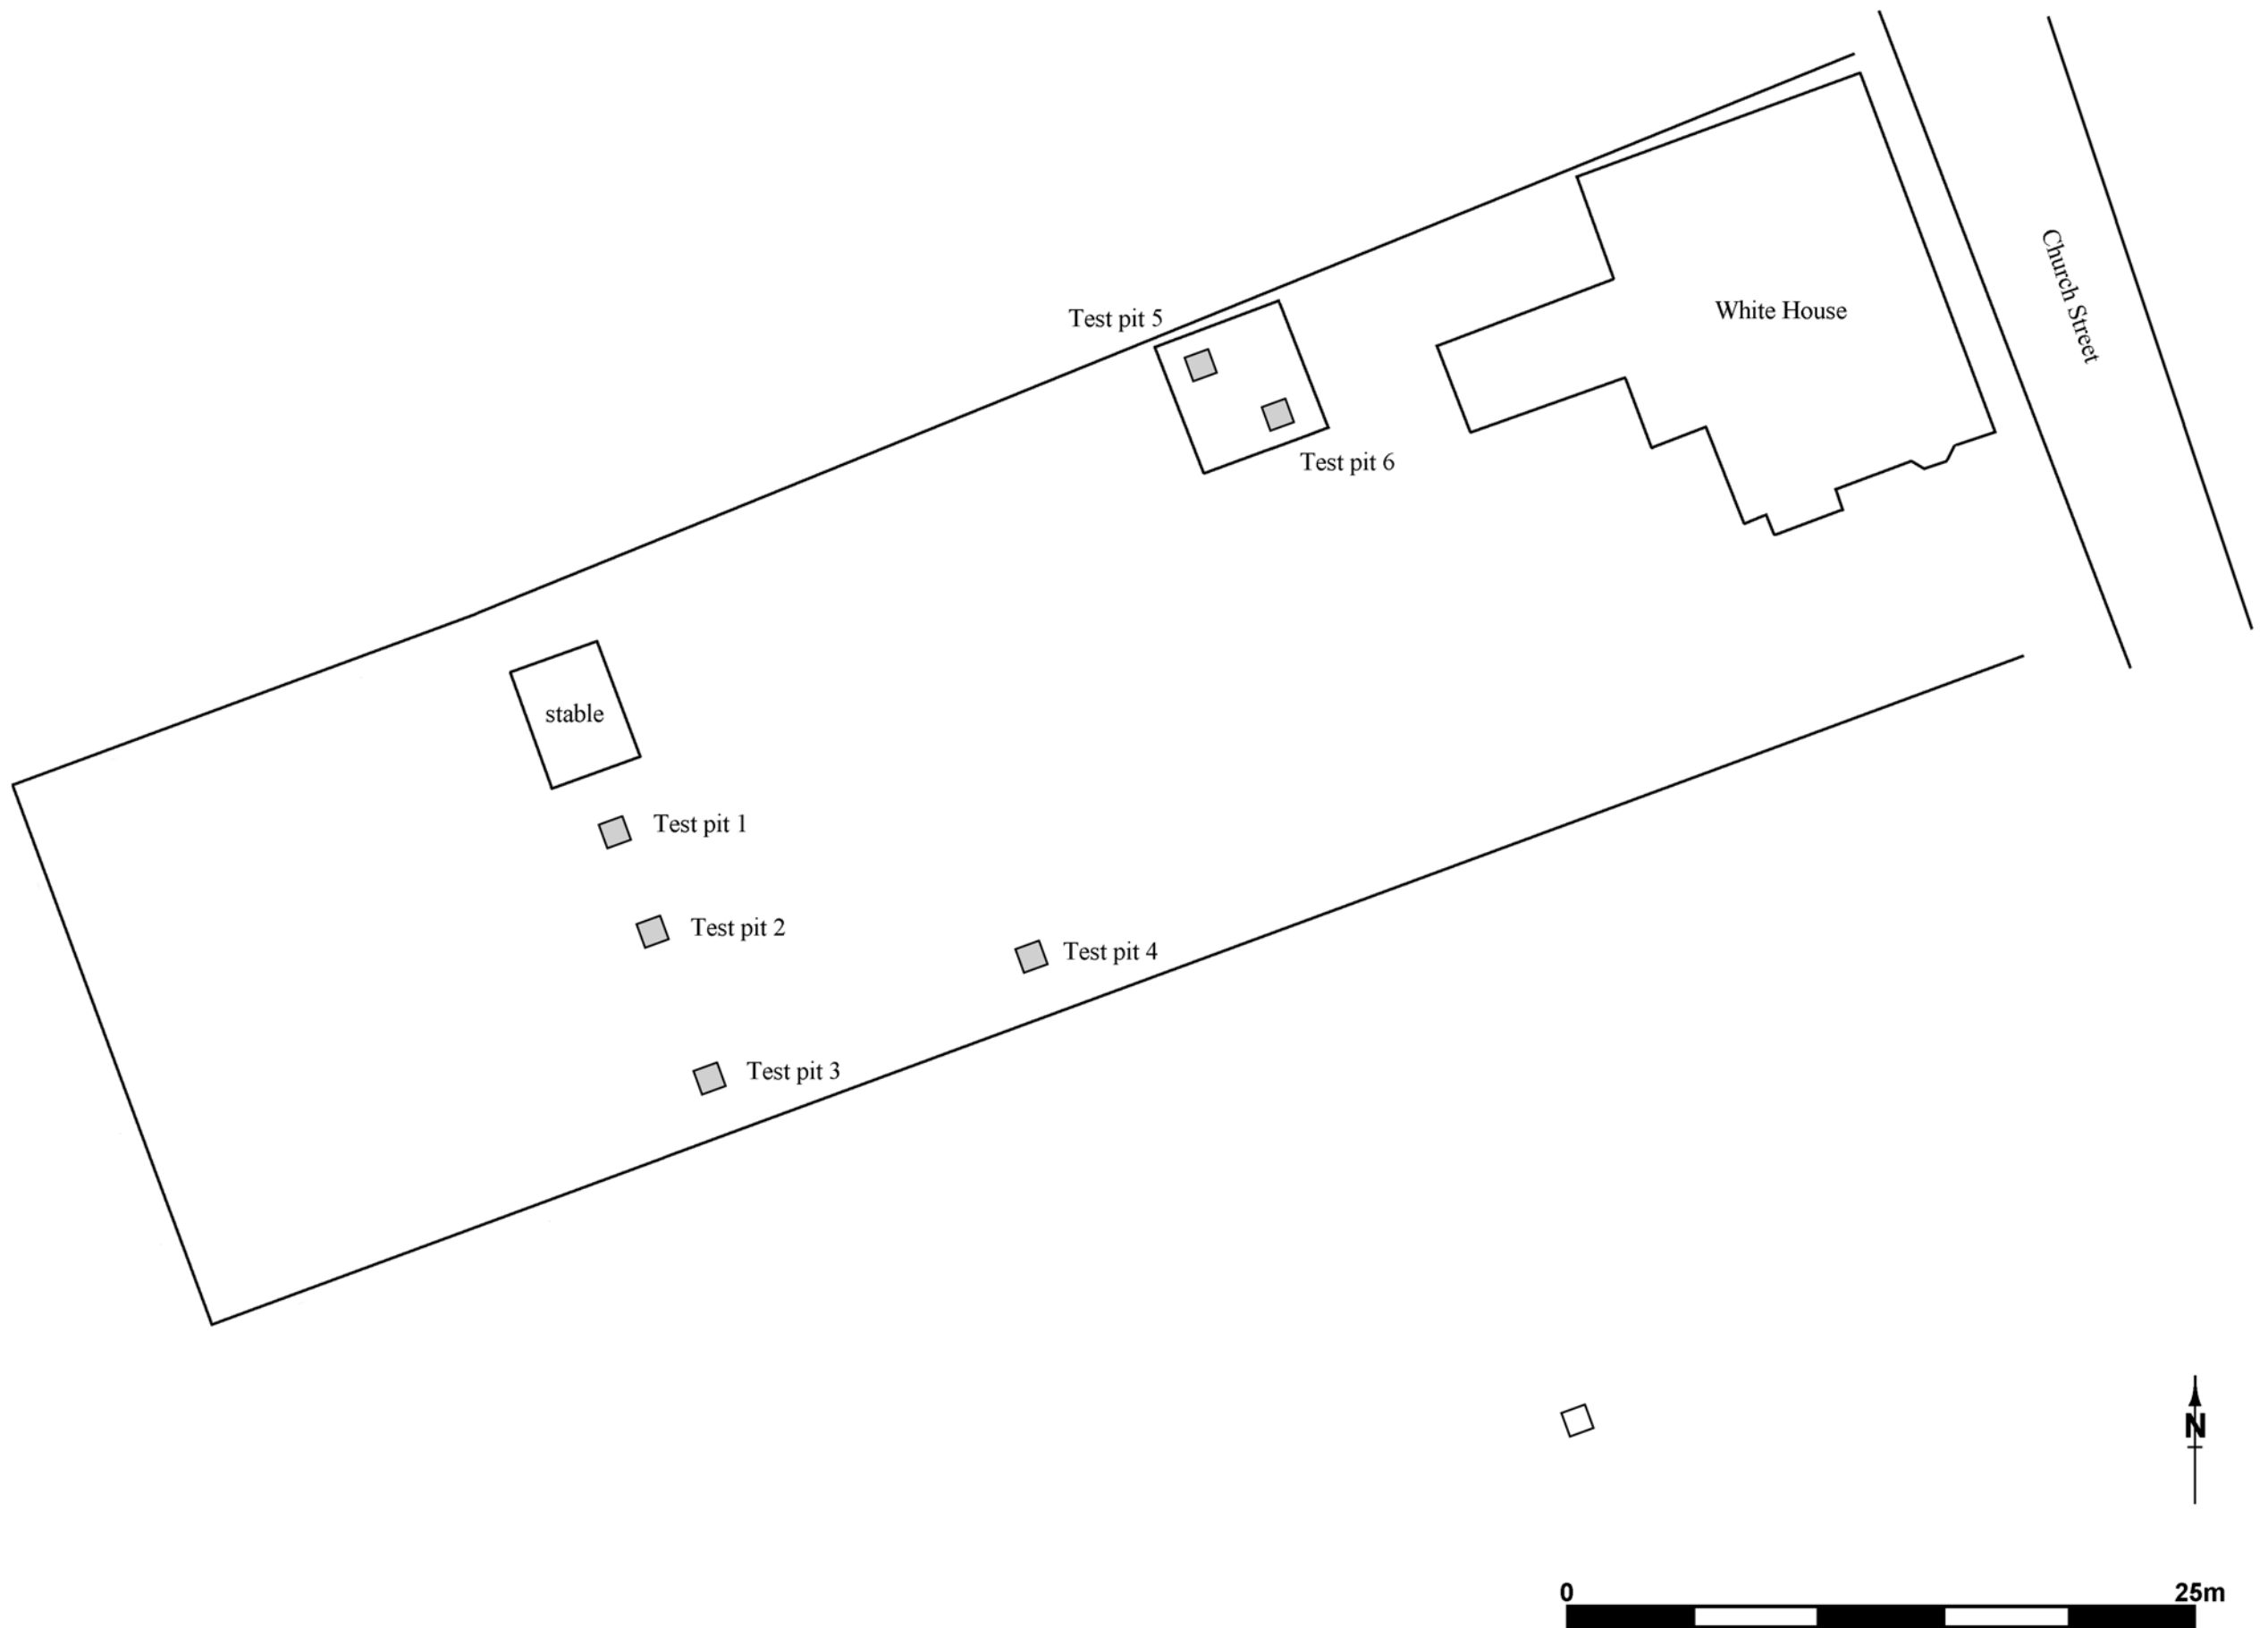 Church Street
White House
Test pit 5
Test pit 6
stable
Test pit 1
Test pit 2
Test pit 4
Test pit 3
N
0 25m